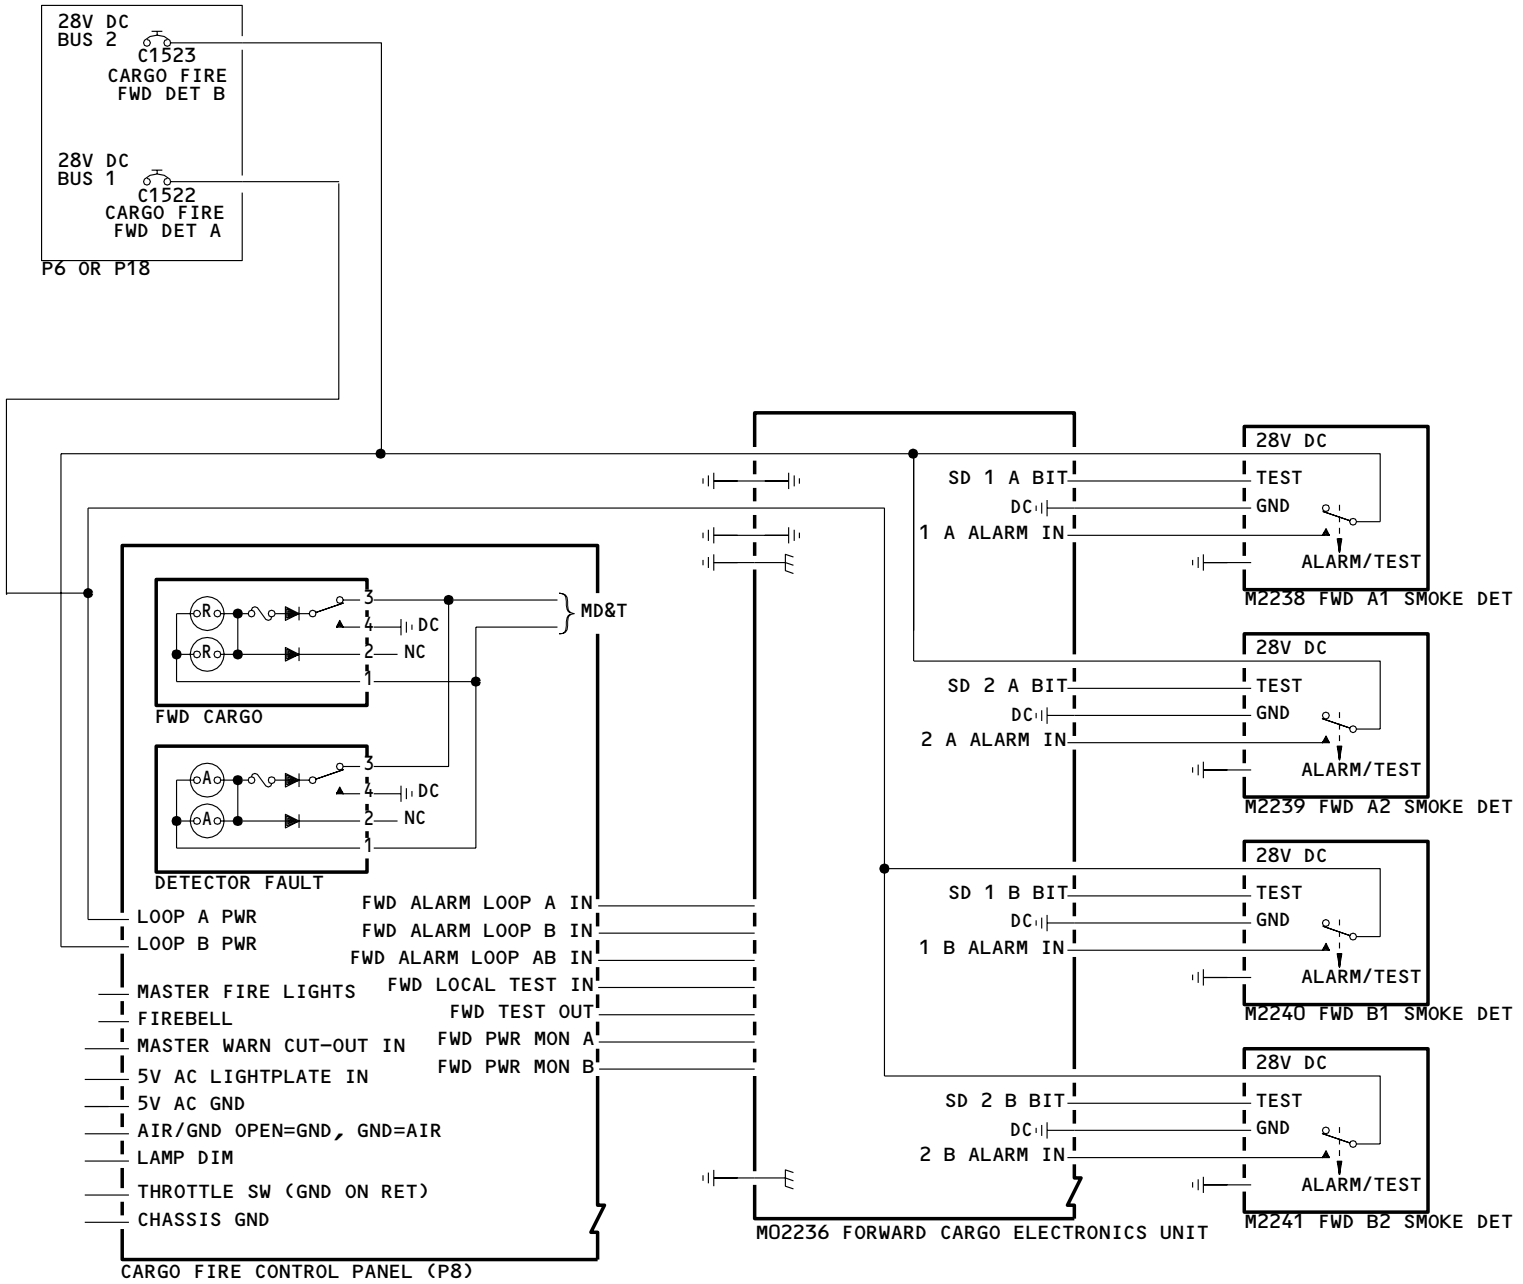 28V DC
BUS 2
C1523
CARGO FIRE
FWD DET B
28V DC
BUS 1
C1522
CARGO FIRE
FWD DET A
P6 OR P18
CARGO FIRE CONTROL PANEL (P8)
R
R
3
4
DC
2
NC
1
FWD CARGO
MD&T
A
A
3
4
DC
2
NC
1
DETECTOR FAULT
LOOP A PWR
LOOP B PWR
MASTER FIRE LIGHTS
FIREBELL
MASTER WARN CUT-OUT IN
5V AC LIGHTPLATE IN
5V AC GND
AIR/GND OPEN=GND, GND=AIR
LAMP DIM
THROTTLE SW (GND ON RET)
CHASSIS GND
FWD ALARM LOOP A IN
FWD ALARM LOOP B IN
FWD ALARM LOOP AB IN
FWD LOCAL TEST IN
FWD TEST OUT
FWD PWR MON A
FWD PWR MON B
SD 1 A BIT
DC
1 A ALARM IN
SD 2 A BIT
DC
2 A ALARM IN
SD 1 B BIT
DC
1 B ALARM IN
SD 2 B BIT
DC
2 B ALARM IN
MO2236 FORWARD CARGO ELECTRONICS UNIT
28V DC
TEST
GND
ALARM/TEST
M2238 FWD A1 SMOKE DET
28V DC
TEST
GND
ALARM/TEST
M2239 FWD A2 SMOKE DET
28V DC
TEST
GND
ALARM/TEST
M2240 FWD B1 SMOKE DET
28V DC
TEST
GND
ALARM/TEST
M2241 FWD B2 SMOKE DET